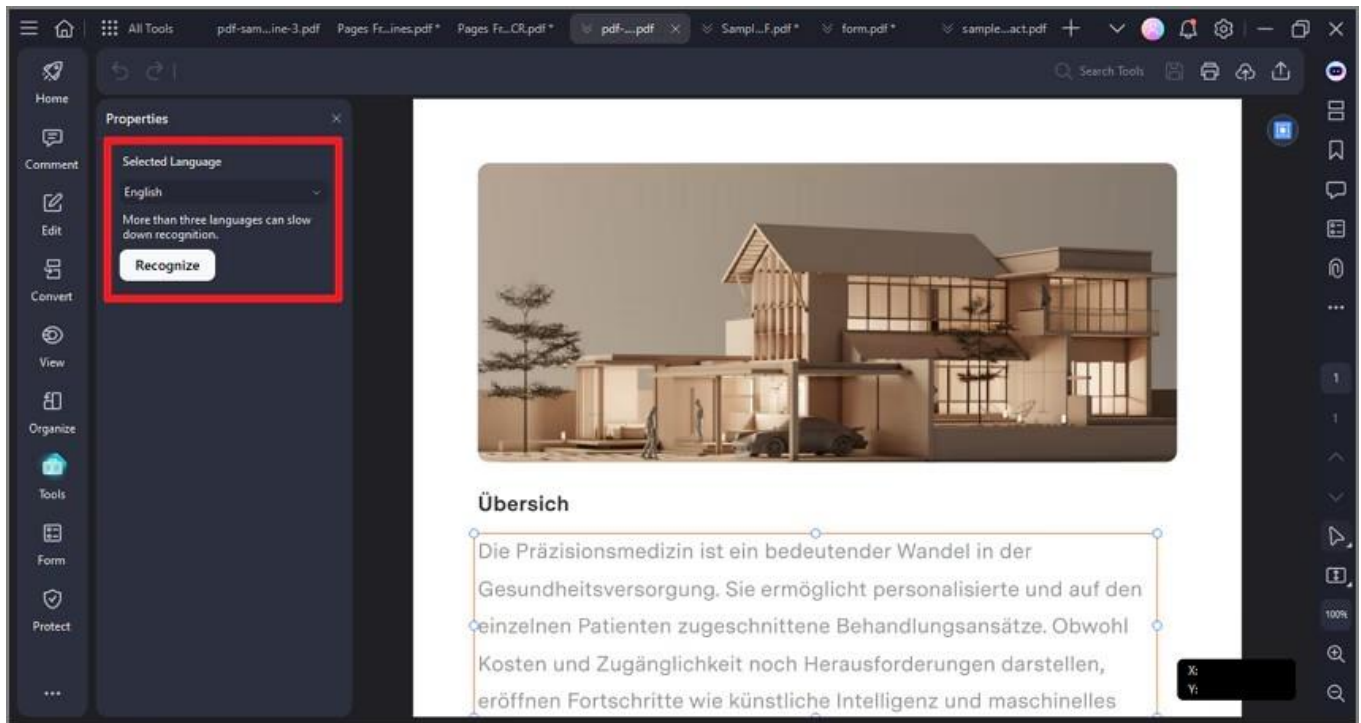 All Tools
pdf-sam...ine-3.pdf
Pages Fr...ines.pdf *
Pages Fr...CR.pdf *
pdf-...pdf
Sampl...F.pdf *
form.pdf *
sample...act.pdf
Search Tools
Home
Comment
Edit
Convert
View
Organize
Tools
Form
Protect
Properties
Selected Language
English
More than three languages can slow
down recognition.
Recognize
Übersich
Die Präzisionsmedizin ist ein bedeutender Wandel in der
Gesundheitsversorgung. Sie ermöglicht personalisierte und auf den
einzelnen Patienten zugeschnittene Behandlungsansätze. Obwohl
Kosten und Zugänglichkeit noch Herausforderungen darstellen,
eröffnen Fortschritte wie künstliche Intelligenz und maschinelles
1
1
100%
X:
Y: